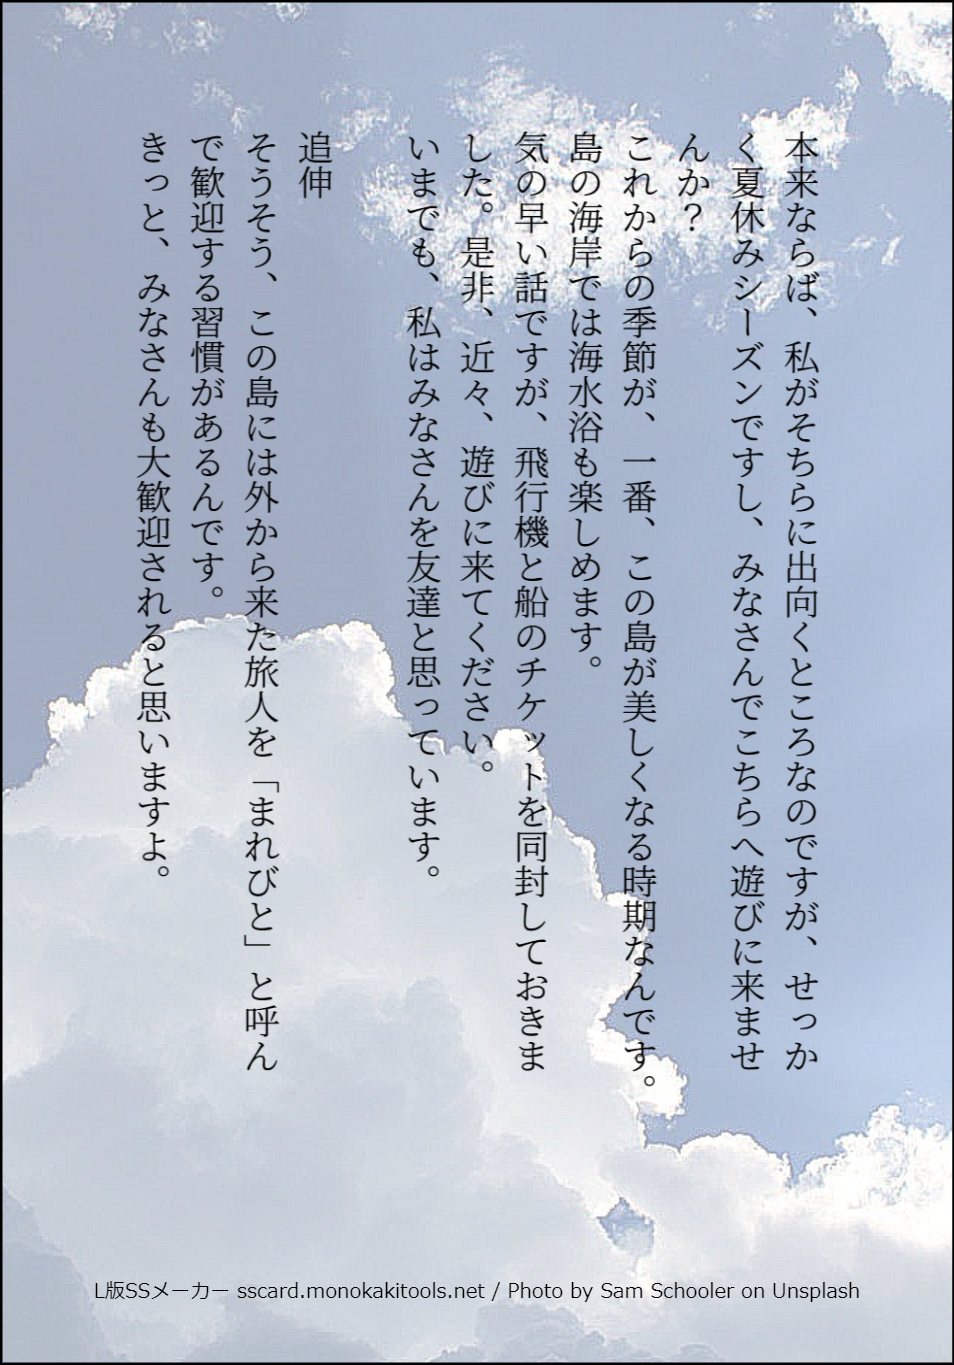 本来ならば、私がそちらに出向くところなのですが、せっか
く夏休みシーズンですし、みなさんでこちらへ遊びに来ませ
んか？
これからの季節が、一番、この島が美しくなる時期なんです。
島の海岸では海水浴も楽しめます。
気の早い話ですが、飛行機と船のチケットを同封しておきま
した。是非、近々、遊びに来てください。
いまでも、私はみなさんを友達と思っています。
追伸
そうそう、この島には外から来た旅人を「まれびと」と呼ん
で歓迎する習慣があるんです。
きっと、みなさんも大歓迎されると思いますよ。
L版SSメーカー sscard.monokakitools.net / Photo by Sam Schooler on Unsplash